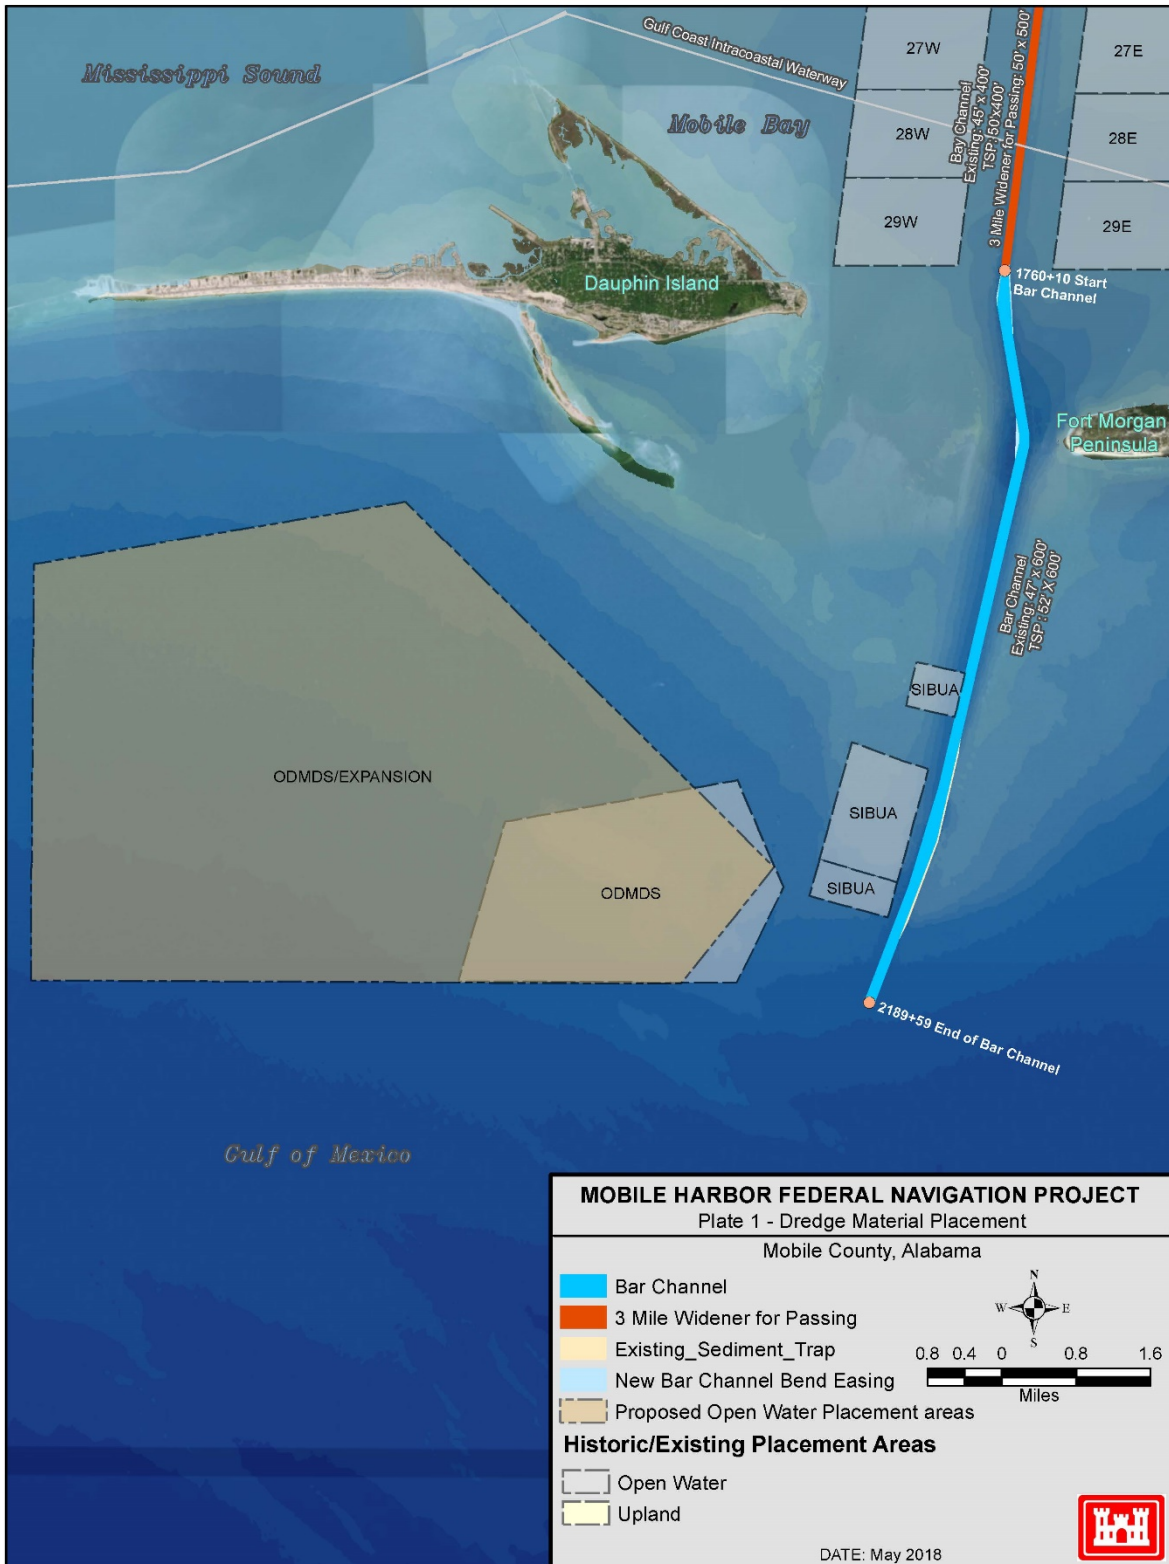 Mississippi Sound
Gulf Coast Intracoastal Waterway
Mobile Bay
27W
27E
28W
28E
29W
29E
Bay Channel
Existing: 45' x 400'
TSP: 50'x400'
3 Mile Widener for Passing: 50' x 500'
Dauphin Island
1760+10 Start
Bar Channel
Fort Morgan
Peninsula
Bar Channel
Existing: 47' x 600'
TSP : 52' X 600'
SIBUA
SIBUA
SIBUA
ODMDS/EXPANSION
ODMDS
2189+59 End of Bar Channel
Gulf of Mexico
MOBILE HARBOR FEDERAL NAVIGATION PROJECT
Plate 1 - Dredge Material Placement
Mobile County, Alabama
Bar Channel
3 Mile Widener for Passing
Existing_Sediment_Trap
New Bar Channel Bend Easing
Proposed Open Water Placement areas
N
W E
S
0.8 0.4 0 0.8 1.6
Miles
Historic/Existing Placement Areas
Open Water
Upland
DATE: May 2018